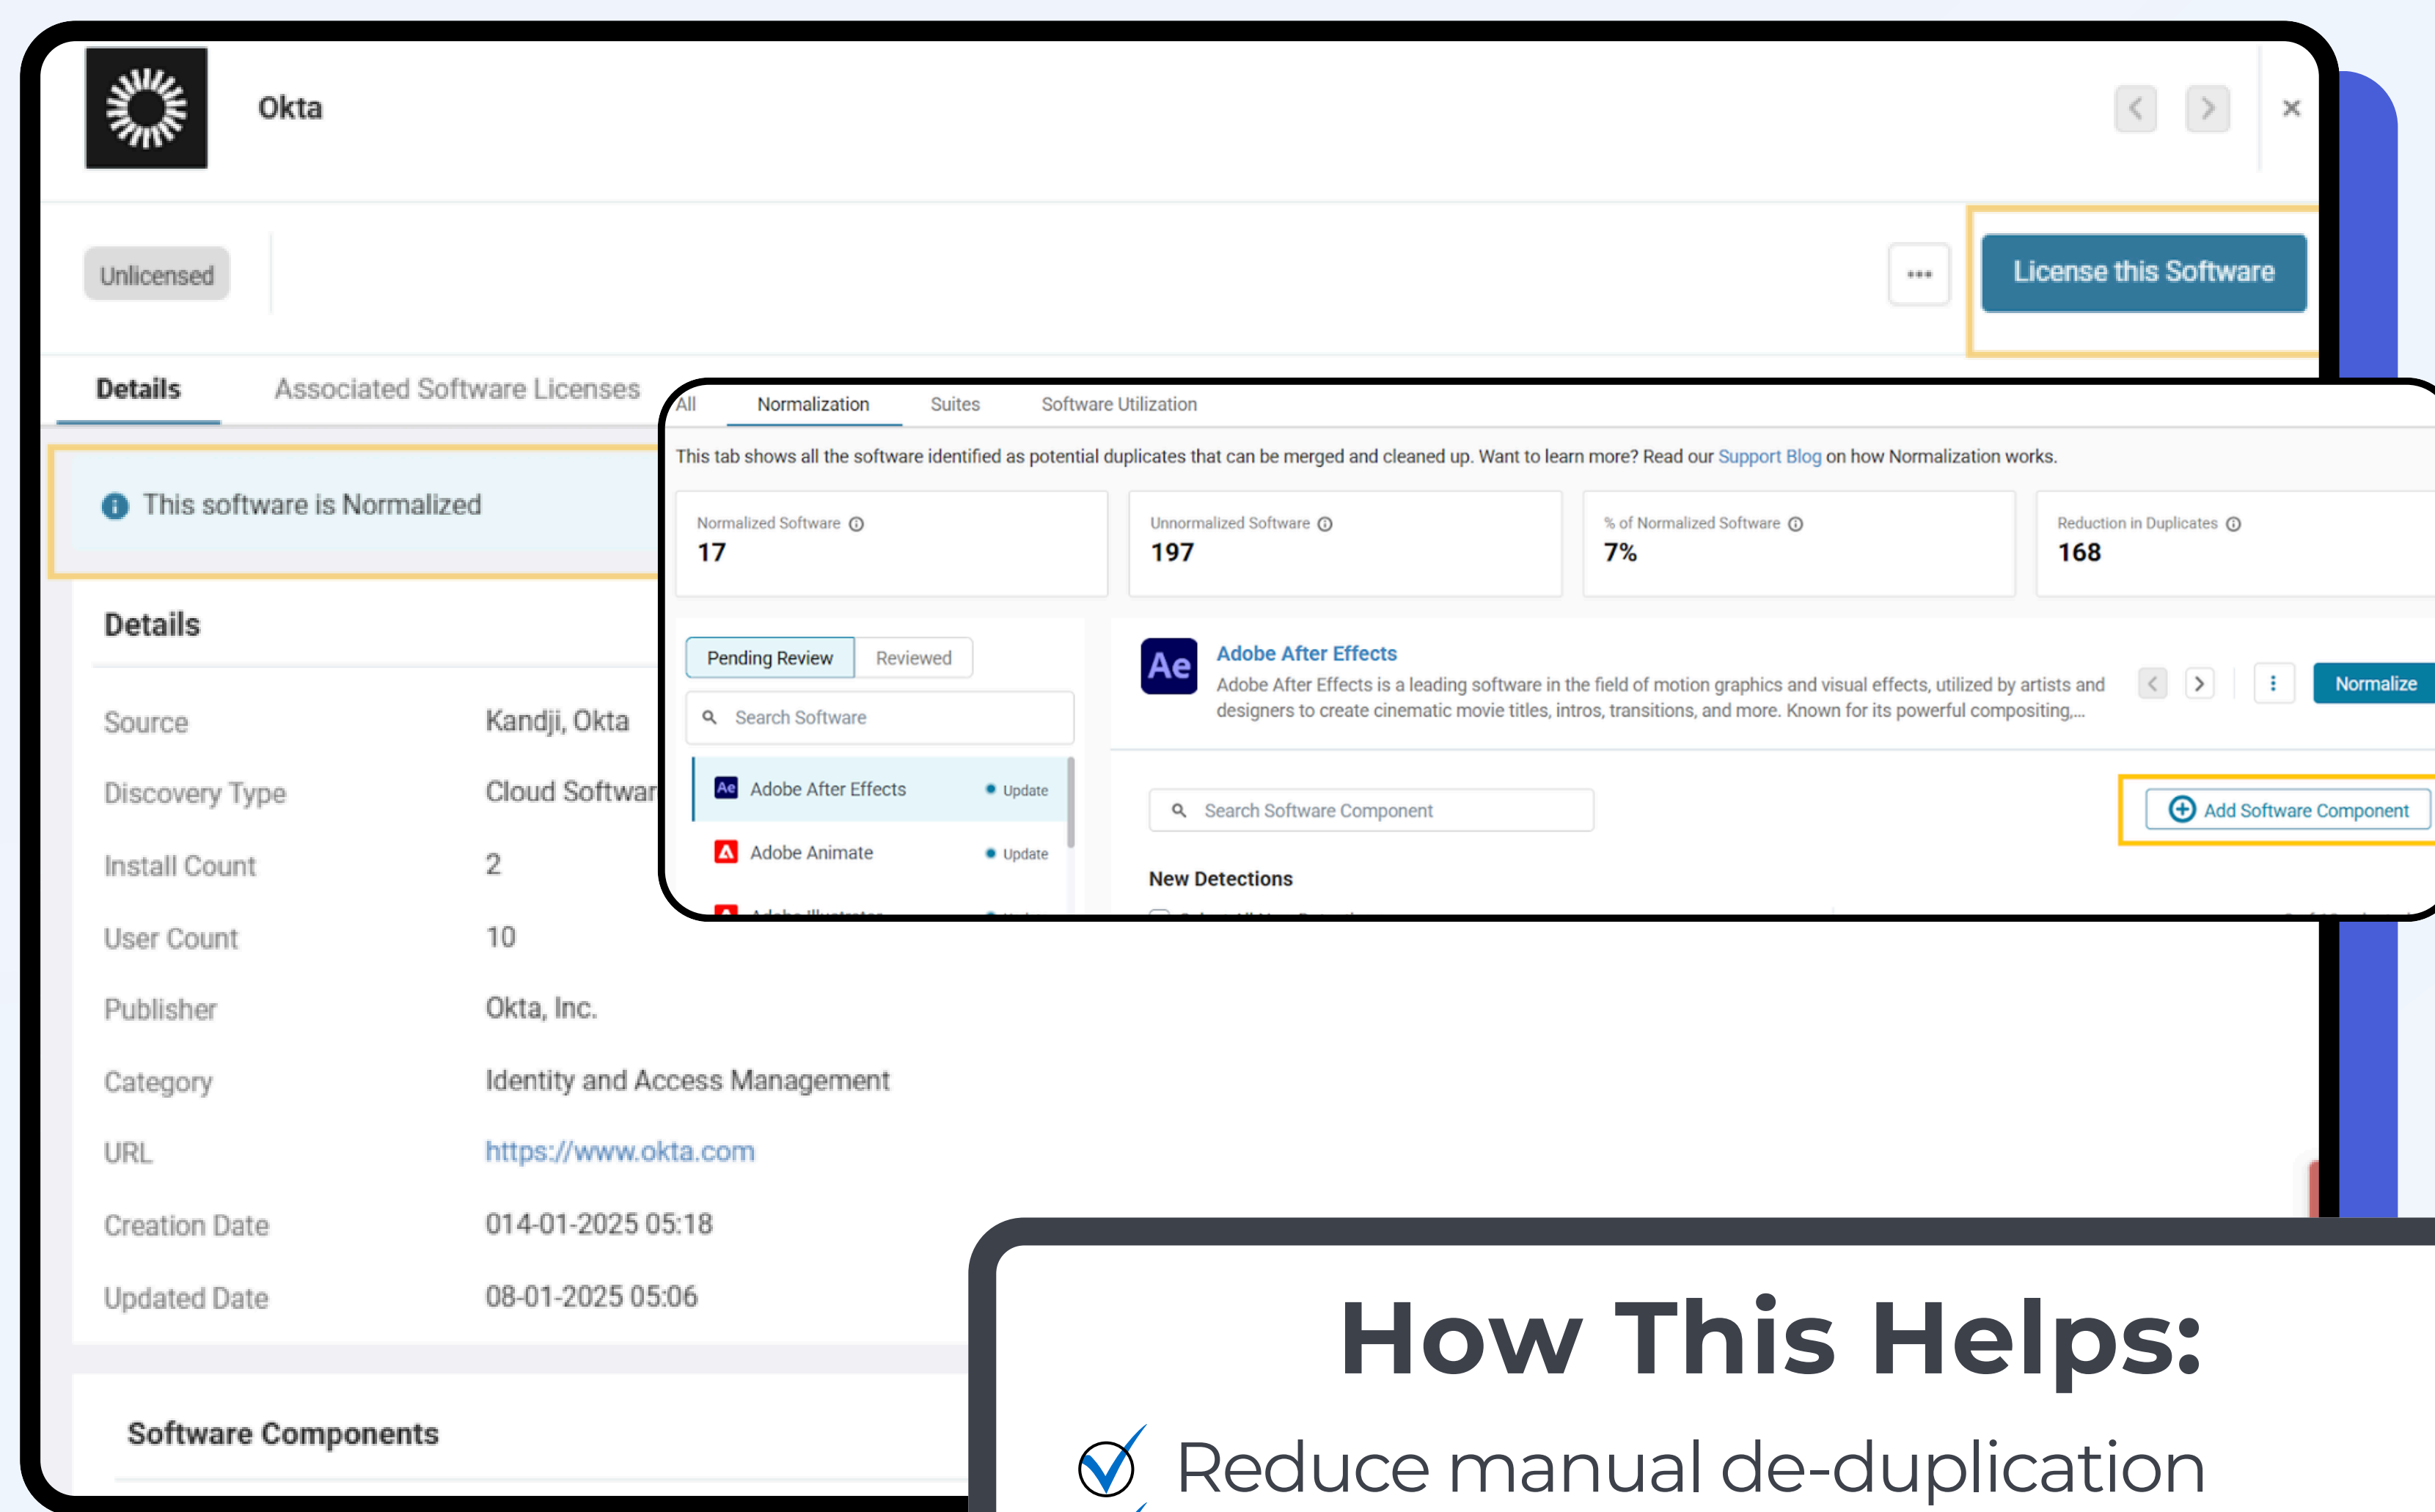 Okta
Unlicensed
License this Software
Details
Associated Software Licenses
This software is Normalized
Details
Source Kandji, Okta
Discovery Type Cloud Softwar
Install Count 2
User Count 10
Publisher Okta, Inc.
Category Identity and Access Management
URL https://www.okta.com
Creation Date 014-01-2025 05:18
Updated Date 08-01-2025 05:06
Software Components
All Normalization Suites Software Utilization
This tab shows all the software identified as potential duplicates that can be merged and cleaned up. Want to learn more? Read our Support Blog on how Normalization works.
Normalized Software
17
Unnormalized Software
197
% of Normalized Software
7%
Reduction in Duplicates
168
Pending Review Reviewed
Search Software
Ae Adobe After Effects Update
Adobe Animate Update
Ae
Adobe After Effects
Adobe After Effects is a leading software in the field of motion graphics and visual effects, utilized by artists and
designers to create cinematic movie titles, intros, transitions, and more. Known for its powerful compositing,...
Normalize
Search Software Component
Add Software Component
New Detections
How This Helps:
Reduce manual de-duplication